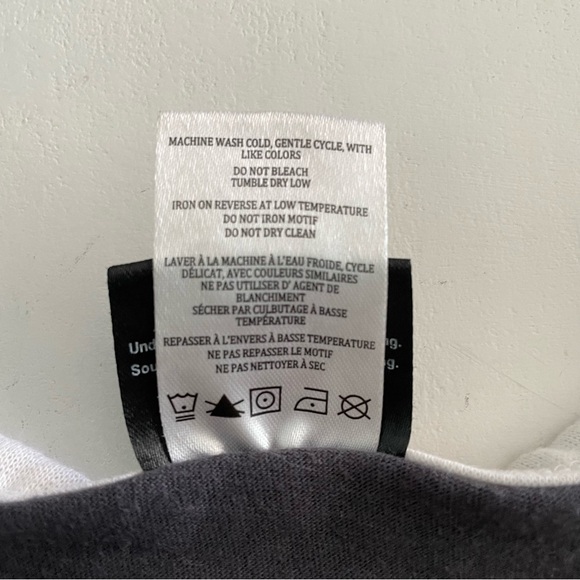 MACHINE WASH COLD, GENTLE CYCLE, WITH
LIKE COLORS
DO NOT BLEACH
TUMBLE DRY LOW
IRON ON REVERSE AT LOW TEMPERATURE
DO NOT IRON MOTIF
DO NOT DRY CLEAN
LAVER À LA MACHINE À L'EAU FROIDE, CYCLE
DÉLICAT, AVEC COULEURS SIMILAIRES
NE PAS UTILISER D' AGENT DE
BLANCHIMENT
SÉCHER PAR CULBUTAGE À BASSE
TEMPÉRATURE
REPASSER À L'ENVERS À BASSE TEMPÉRATURE
NE PAS REPASSER LE MOTIF
NE PAS NETTOYER À SEC